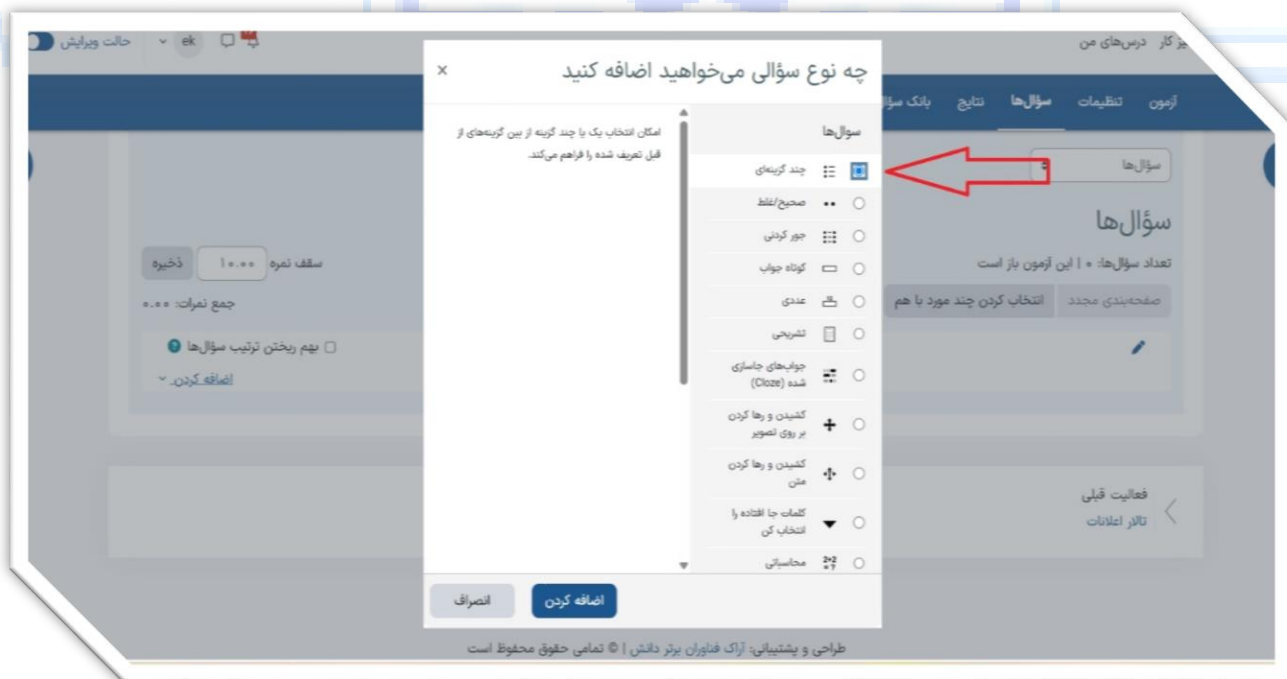 میز کار درس‌های من
ek حالت ویرایش
آزمون تنظیمات سؤال‌ها نتایج بانک سؤال
چه نوع سؤالی می‌خواهید اضافه کنید ×
سوال‌ها
چند گزینه‌ای
صحیح/غلط
جور کردنی
کوتاه جواب
عددی
تشریحی
جواب‌های جاسازی
شده (Cloze)
کشیدن و رها کردن
بر روی تصویر
کشیدن و رها کردن
متن
کلمات جا افتاده را
انتخاب کن
2+2
= ?
محاسباتی
امکان انتخاب یک یا چند گزینه از بین گزینه‌های از
قبل تعریف شده را فراهم می‌کند.
اضافه کردن انصراف
سؤال‌ها
سؤال‌ها
تعداد سؤال‌ها: ۰ | این آزمون باز است
سقف نمره ۱۰.۰۰ ذخیره
صفحه‌بندی مجدد انتخاب کردن چند مورد با هم
جمع نمرات: ۰.۰۰
بهم ریختن ترتیب سؤال‌ها ?
اضافه کردن
فعالیت قبلی
تالار اعلانات
طراحی و پشتیبانی: آراک فناوران برتر دانش | © تمامی حقوق محفوظ است